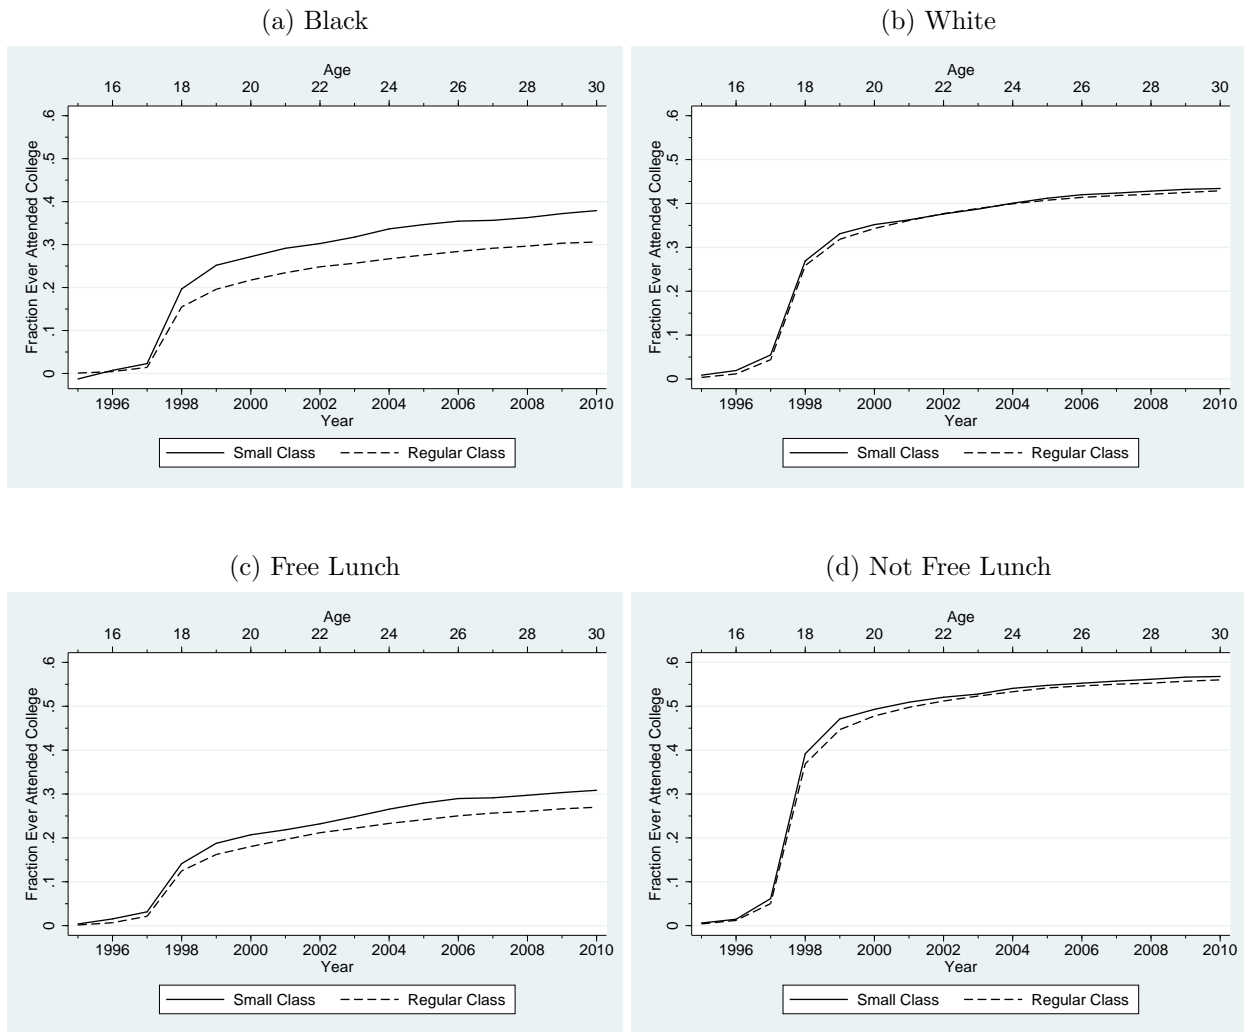 (a) Black
Age
16 18 20 22 24 26 28 30
Fraction Ever Attended College
.6
.5
.4
.3
.2
.1
0
1996 1998 2000 2002 2004 2006 2008 2010
Year
Small Class Regular Class
(b) White
Age
16 18 20 22 24 26 28 30
Fraction Ever Attended College
.6
.5
.4
.3
.2
.1
0
1996 1998 2000 2002 2004 2006 2008 2010
Year
Small Class Regular Class
(c) Free Lunch
Age
16 18 20 22 24 26 28 30
Fraction Ever Attended College
.6
.5
.4
.3
.2
.1
0
1996 1998 2000 2002 2004 2006 2008 2010
Year
Small Class Regular Class
(d) Not Free Lunch
Age
16 18 20 22 24 26 28 30
Fraction Ever Attended College
.6
.5
.4
.3
.2
.1
0
1996 1998 2000 2002 2004 2006 2008 2010
Year
Small Class Regular Class